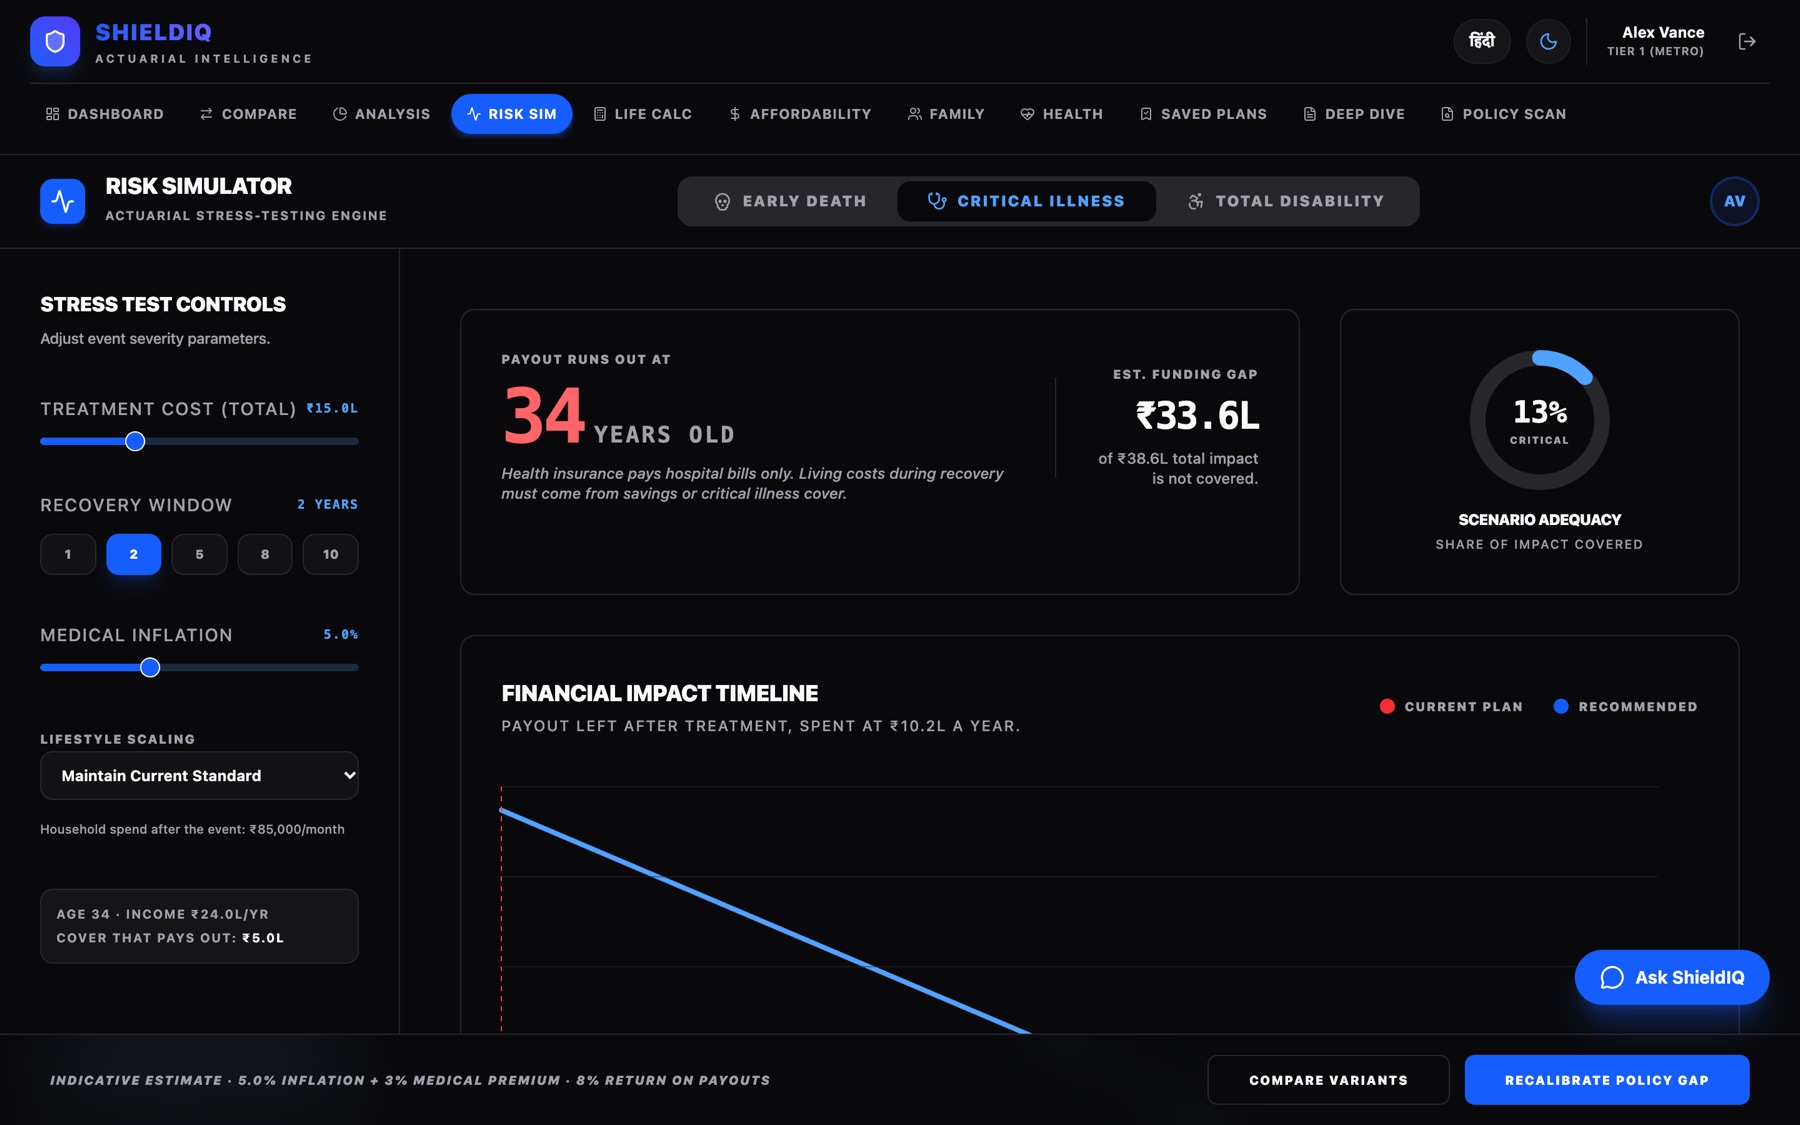 SHIELDIQ
ACTUARIAL INTELLIGENCE
हिंदी
Alex Vance
TIER 1 (METRO)
DASHBOARD
COMPARE
ANALYSIS
RISK SIM
LIFE CALC
AFFORDABILITY
FAMILY
HEALTH
SAVED PLANS
DEEP DIVE
POLICY SCAN
RISK SIMULATOR
ACTUARIAL STRESS-TESTING ENGINE
EARLY DEATH
CRITICAL ILLNESS
TOTAL DISABILITY
AV
STRESS TEST CONTROLS
Adjust event severity parameters.
TREATMENT COST (TOTAL) ₹15.0L
RECOVERY WINDOW 2 YEARS
1 2 5 8 10
MEDICAL INFLATION 5.0%
LIFESTYLE SCALING
Maintain Current Standard
Household spend after the event: ₹85,000/month
AGE 34 · INCOME ₹24.0L/YR
COVER THAT PAYS OUT: ₹5.0L
PAYOUT RUNS OUT AT
34 YEARS OLD
Health insurance pays hospital bills only. Living costs during recovery
must come from savings or critical illness cover.
EST. FUNDING GAP
₹33.6L
of ₹38.6L total impact
is not covered.
13%
CRITICAL
SCENARIO ADEQUACY
SHARE OF IMPACT COVERED
FINANCIAL IMPACT TIMELINE
PAYOUT LEFT AFTER TREATMENT, SPENT AT ₹10.2L A YEAR.
CURRENT PLAN
RECOMMENDED
Ask ShieldIQ
INDICATIVE ESTIMATE · 5.0% INFLATION + 3% MEDICAL PREMIUM · 8% RETURN ON PAYOUTS
COMPARE VARIANTS
RECALIBRATE POLICY GAP